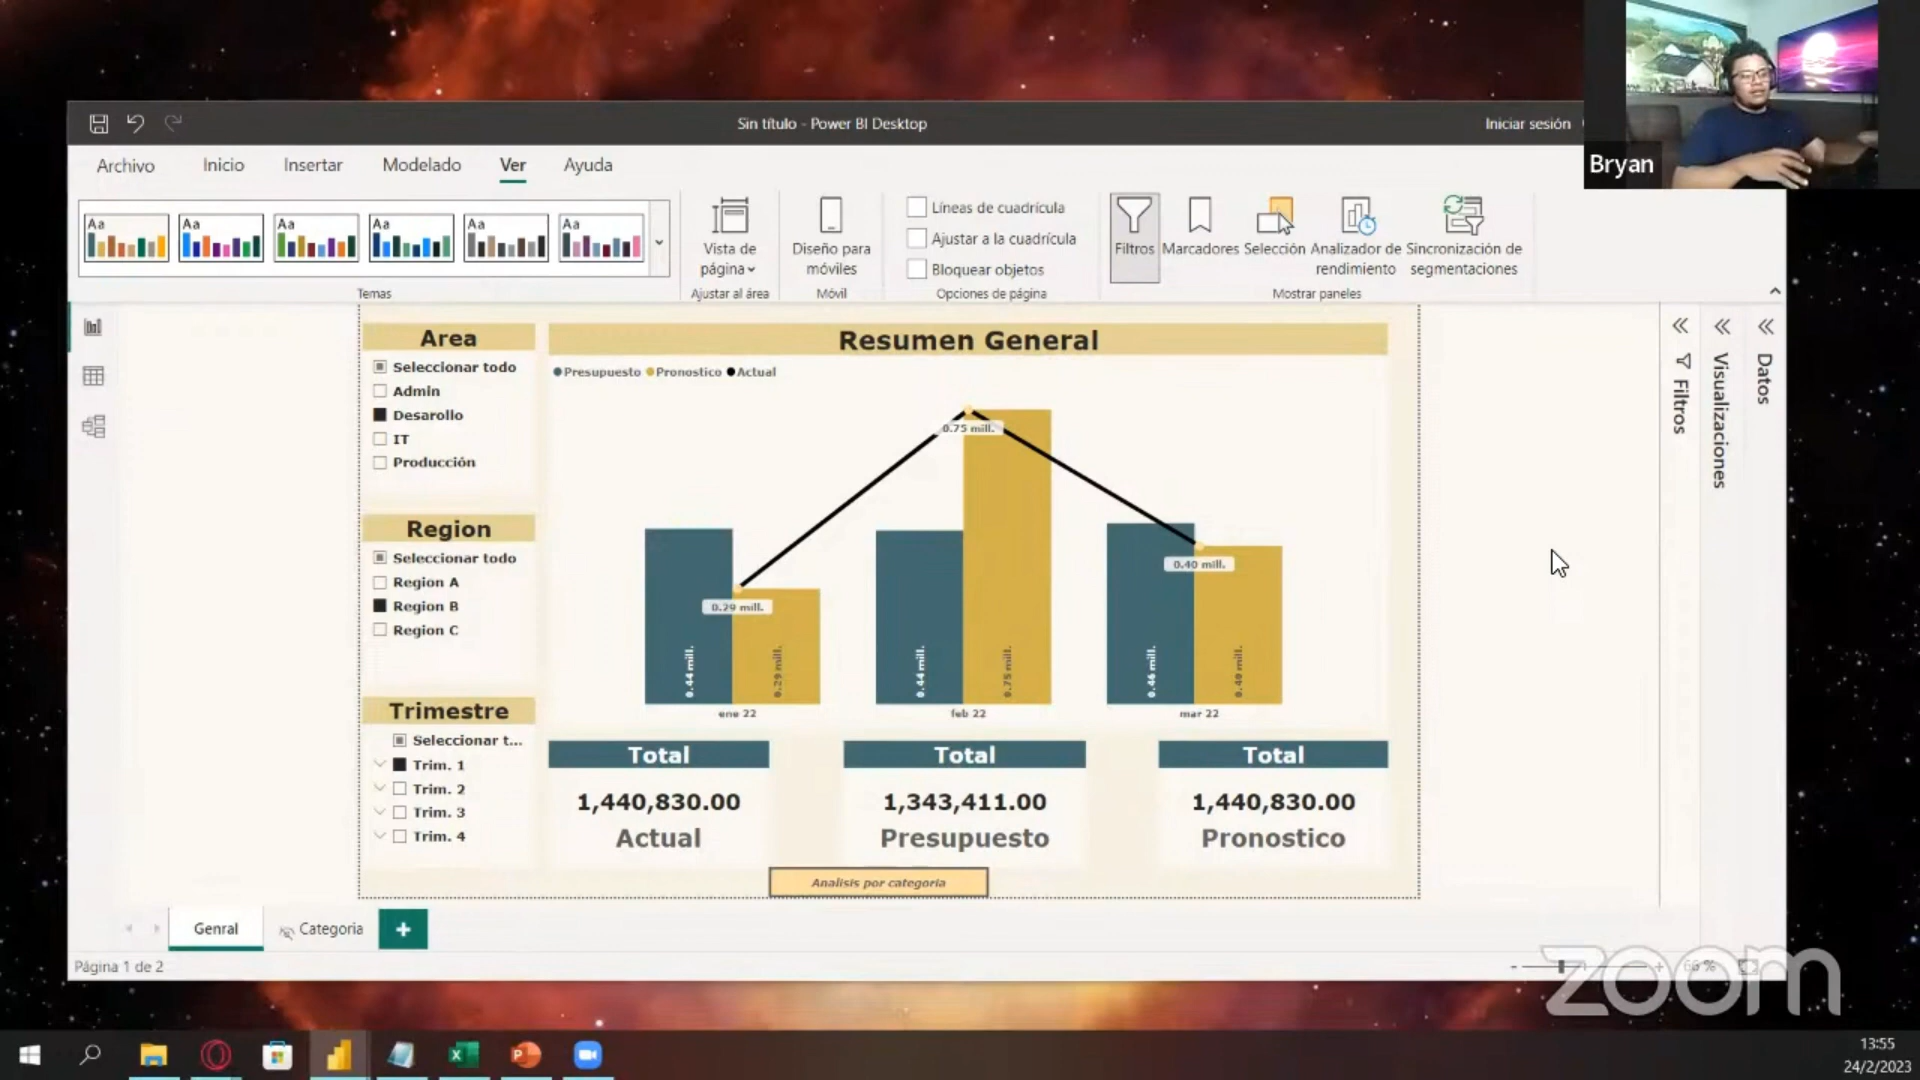 Sin título - Power BI Desktop
Iniciar sesión
Bryan
Archivo
Inicio
Insertar
Modelado
Ver
Ayuda
Aa
Aa
Aa
Aa
Aa
Aa
Temas
Vista de
página
Ajustar al área
Diseño para
móviles
Móvil
Líneas de cuadrícula
Ajustar a la cuadrícula
Bloquear objetos
Opciones de página
Filtros
Marcadores
Selección
Analizador de
rendimiento
Sincronización de
segmentaciones
Mostrar paneles
Area
Seleccionar todo
Admin
Desarollo
IT
Producción
Region
Seleccionar todo
Region A
Region B
Region C
Trimestre
Seleccionar t...
Trim. 1
Trim. 2
Trim. 3
Trim. 4
Resumen General
Presupuesto Pronostico Actual
0.75 mill.
0.40 mill.
0.29 mill.
0.44 mill.
0.29 mill.
0.44 mill.
0.75 mill.
0.46 mill.
0.40 mill.
ene 22
feb 22
mar 22
Total
1,440,830.00
Actual
Total
1,343,411.00
Presupuesto
Total
1,440,830.00
Pronostico
Analisis por categoria
Filtros
Visualizaciones
Datos
Genral
Categoria
Página 1 de 2
66 %
zoom
13:55
24/2/2023